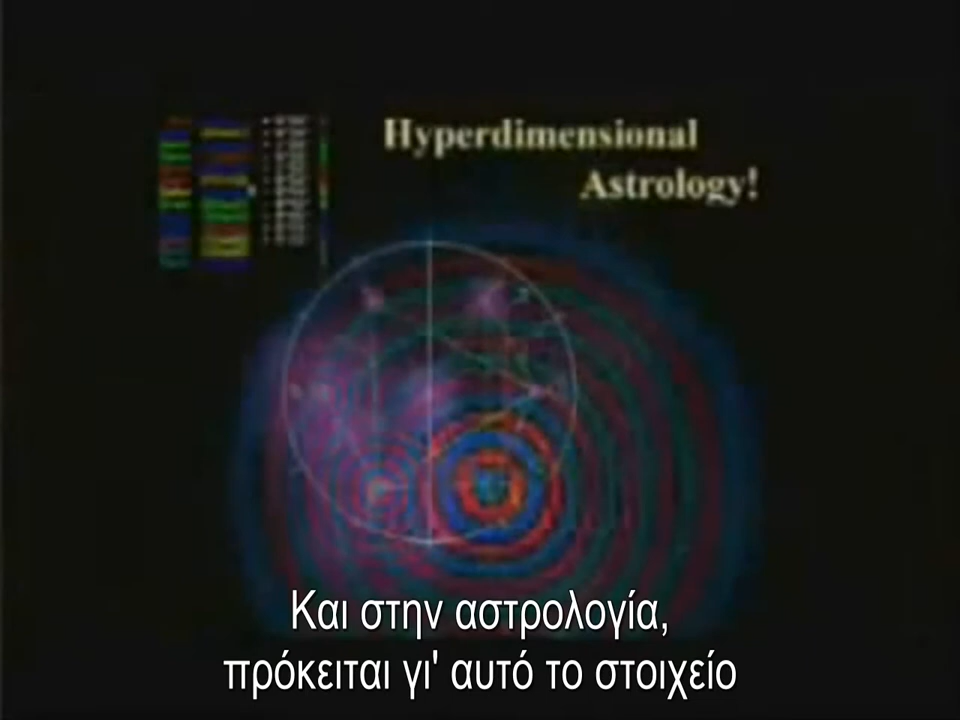 Hyperdimensional
Astrology!
Και στην αστρολογία,
πρόκειται γι' αυτό το στοιχείο